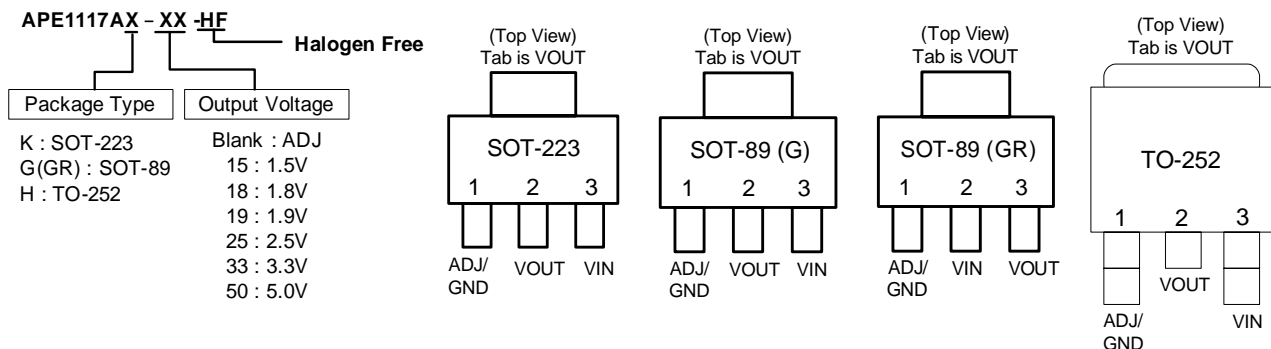 APE1117AX – XX -HF
Halogen Free
Package Type
K : SOT-223
G(GR) : SOT-89
H : TO-252
Output Voltage
Blank : ADJ
15 : 1.5V
18 : 1.8V
19 : 1.9V
25 : 2.5V
33 : 3.3V
50 : 5.0V
(Top View)
Tab is VOUT
SOT-223
1 2 3
ADJ/
GND
VOUT
VIN
(Top View)
Tab is VOUT
SOT-89 (G)
1 2 3
ADJ/
GND
VOUT
VIN
(Top View)
Tab is VOUT
SOT-89 (GR)
1 2 3
ADJ/
GND
VIN
VOUT
(Top View)
Tab is VOUT
TO-252
1 2 3
VOUT
ADJ/
GND
VIN